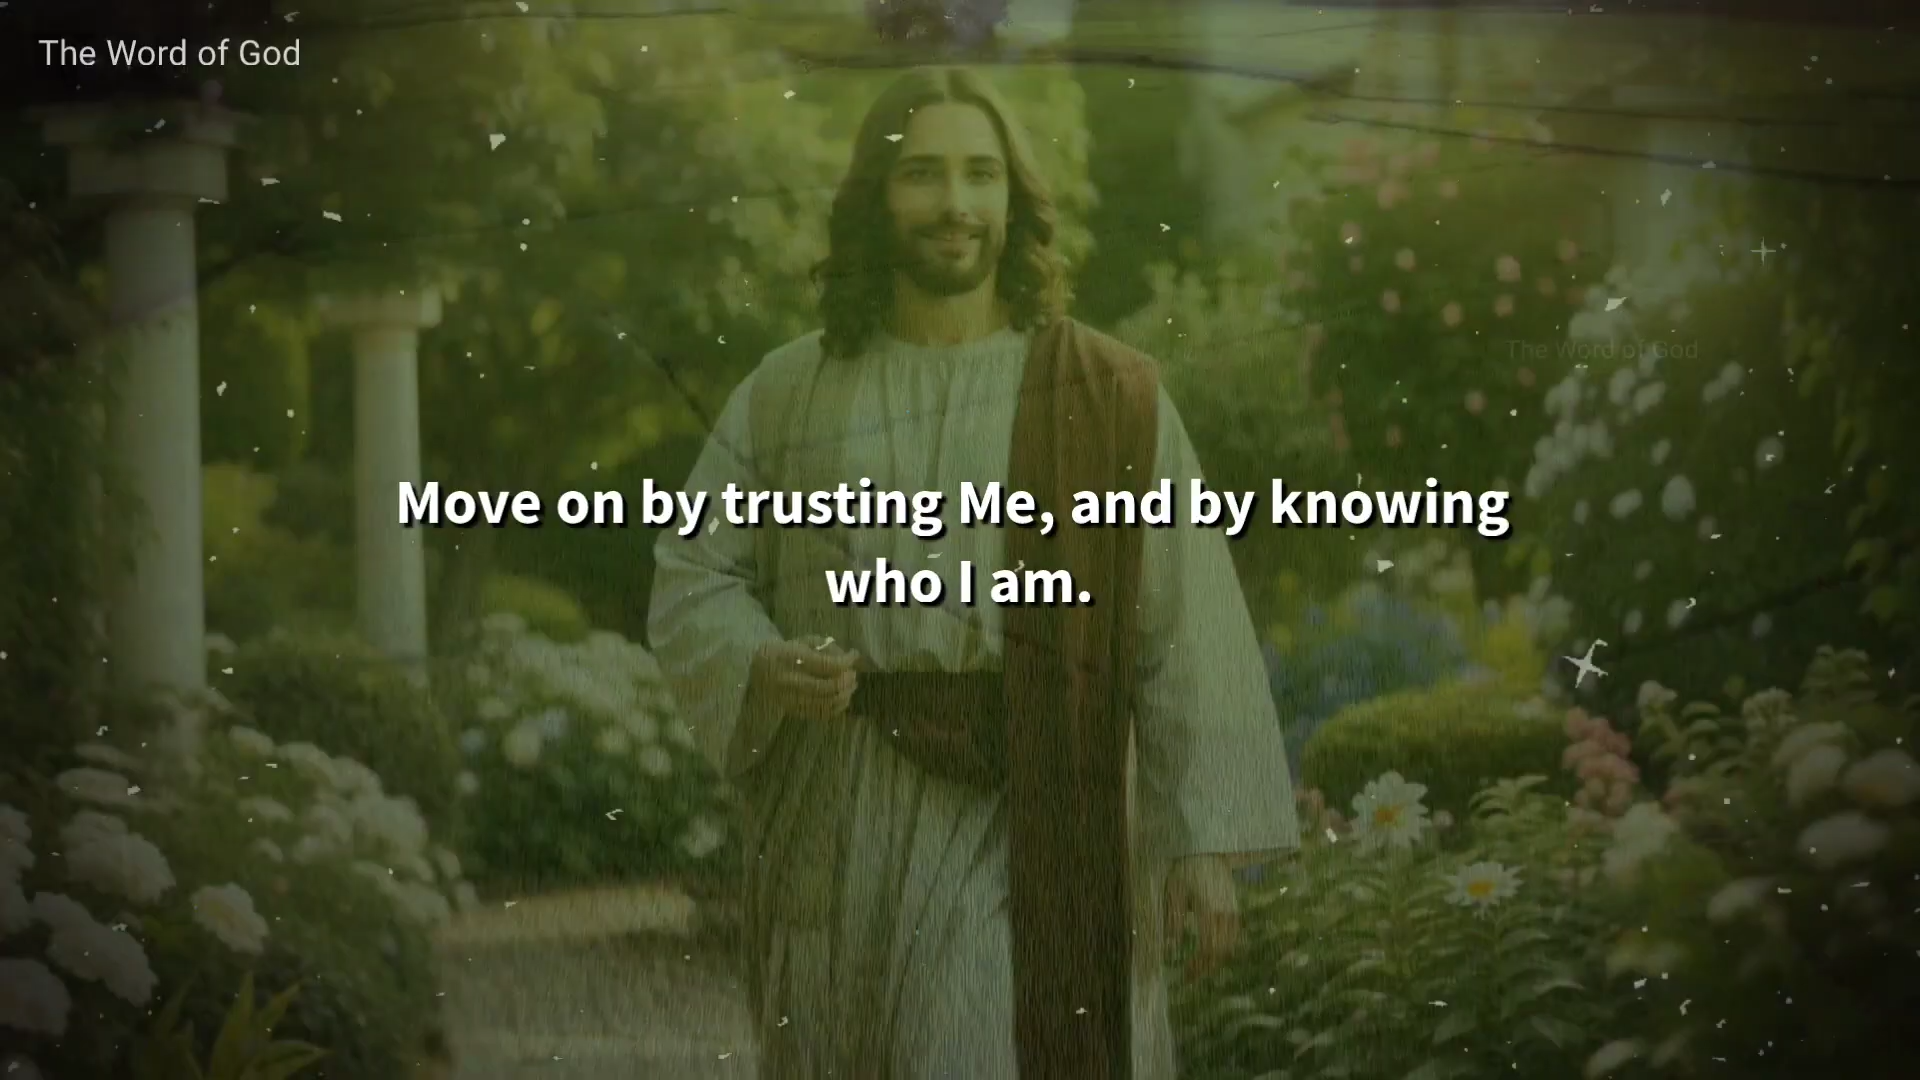 The Word of God
The Word of God
Move on by trusting Me, and by knowing
who I am.